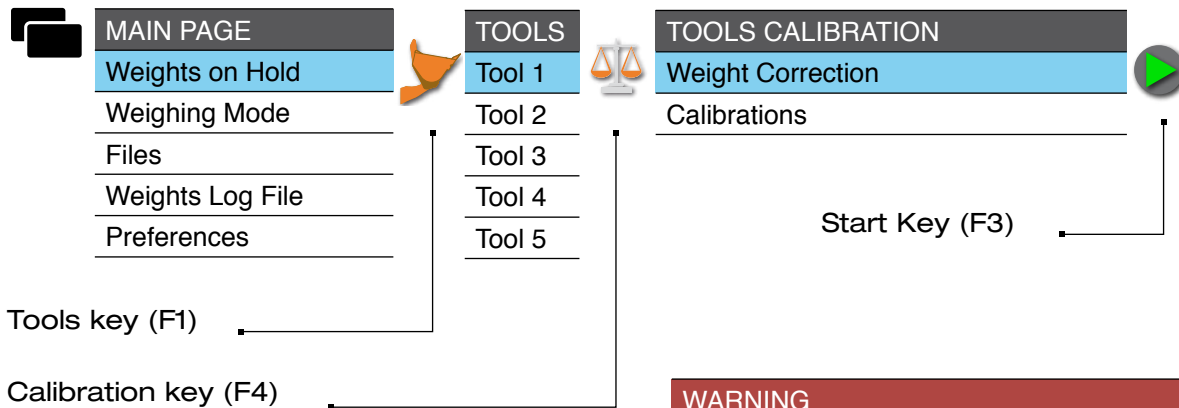 MAIN PAGE
Weights on Hold
Weighing Mode
Files
Weights Log File
Preferences
TOOLS
Tool 1
Tool 2
Tool 3
Tool 4
Tool 5
TOOLS CALIBRATION
Weight Correction
Calibrations
Start Key (F3)
Tools key (F1)
Calibration key (F4)
WARNING